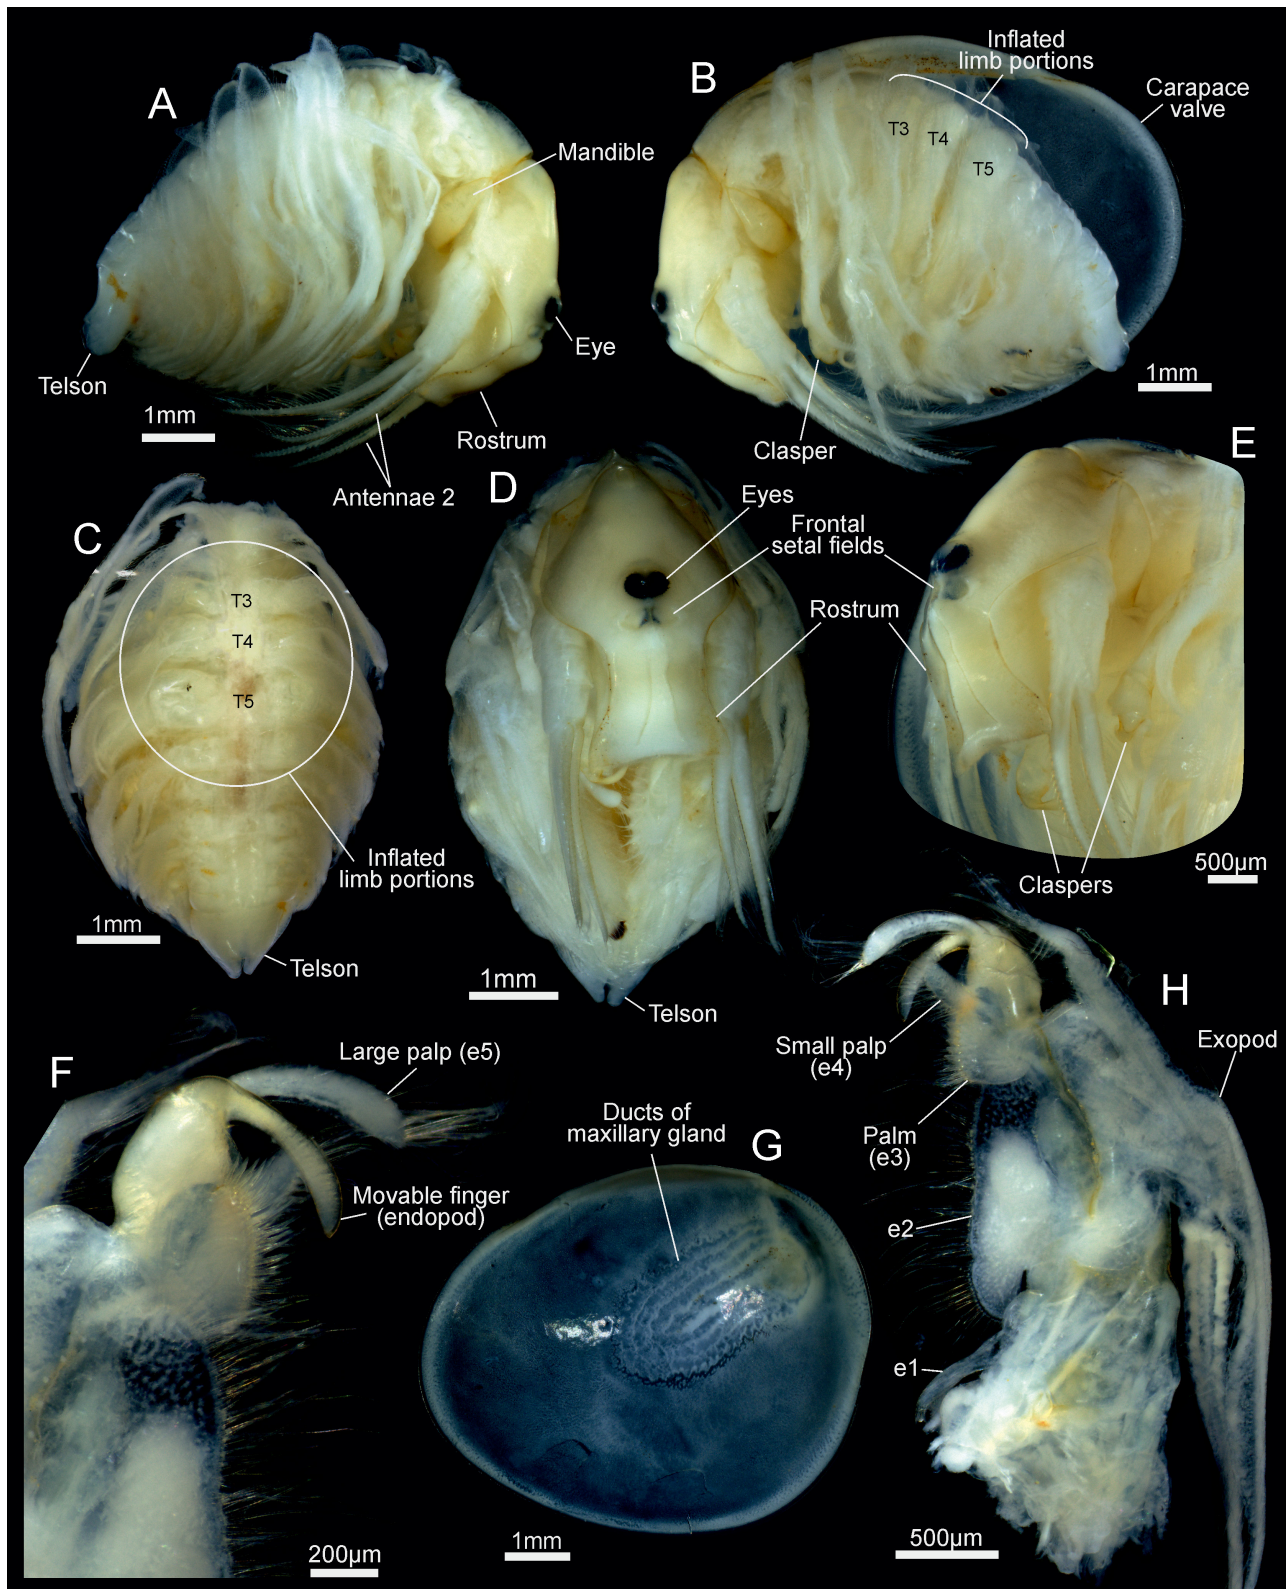 A
Mandible
Eye
Telson
1mm
Rostrum
Antennae 2
B
Inflated
limb portions
Carapace
valve
T3
T4
T5
1mm
Clasper
C
T3
T4
T5
Inflated
limb portions
1mm
Telson
D
Eyes
Frontal
setal fields
Rostrum
1mm
Telson
E
500µm
Claspers
F
Large palp (e5)
Movable finger
(endopod)
200µm
G
Ducts of
maxillary gland
1mm
H
Small palp
(e4)
Exopod
Palm
(e3)
e2
e1
500µm